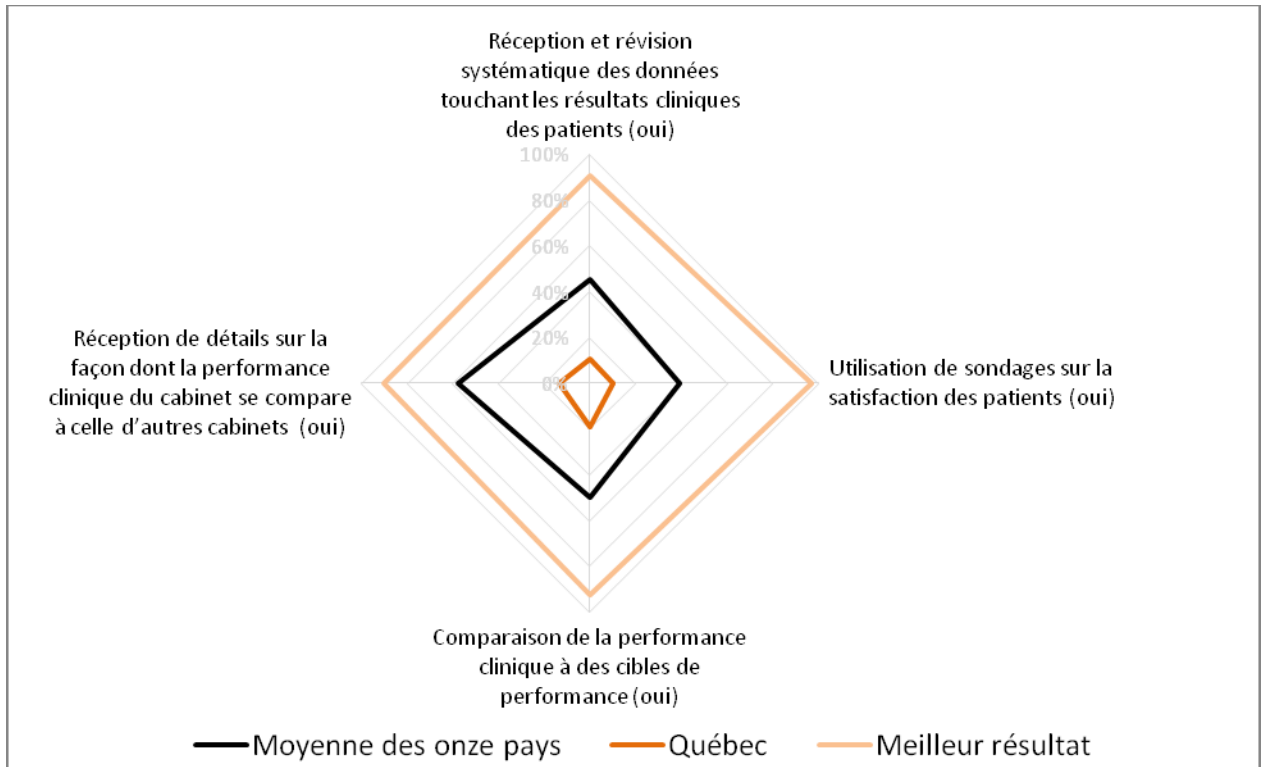 Réception et révision
systématique des données
touchant les résultats cliniques
des patients (oui)
100%
80%
60%
40%
20%
0%
Réception de détails sur la
façon dont la performance
clinique du cabinet se compare
à celle d'autres cabinets (oui)
Utilisation de sondages sur la
satisfaction des patients (oui)
Comparaison de la performance
clinique à des cibles de
performance (oui)
Moyenne des onze pays
Québec
Meilleur résultat